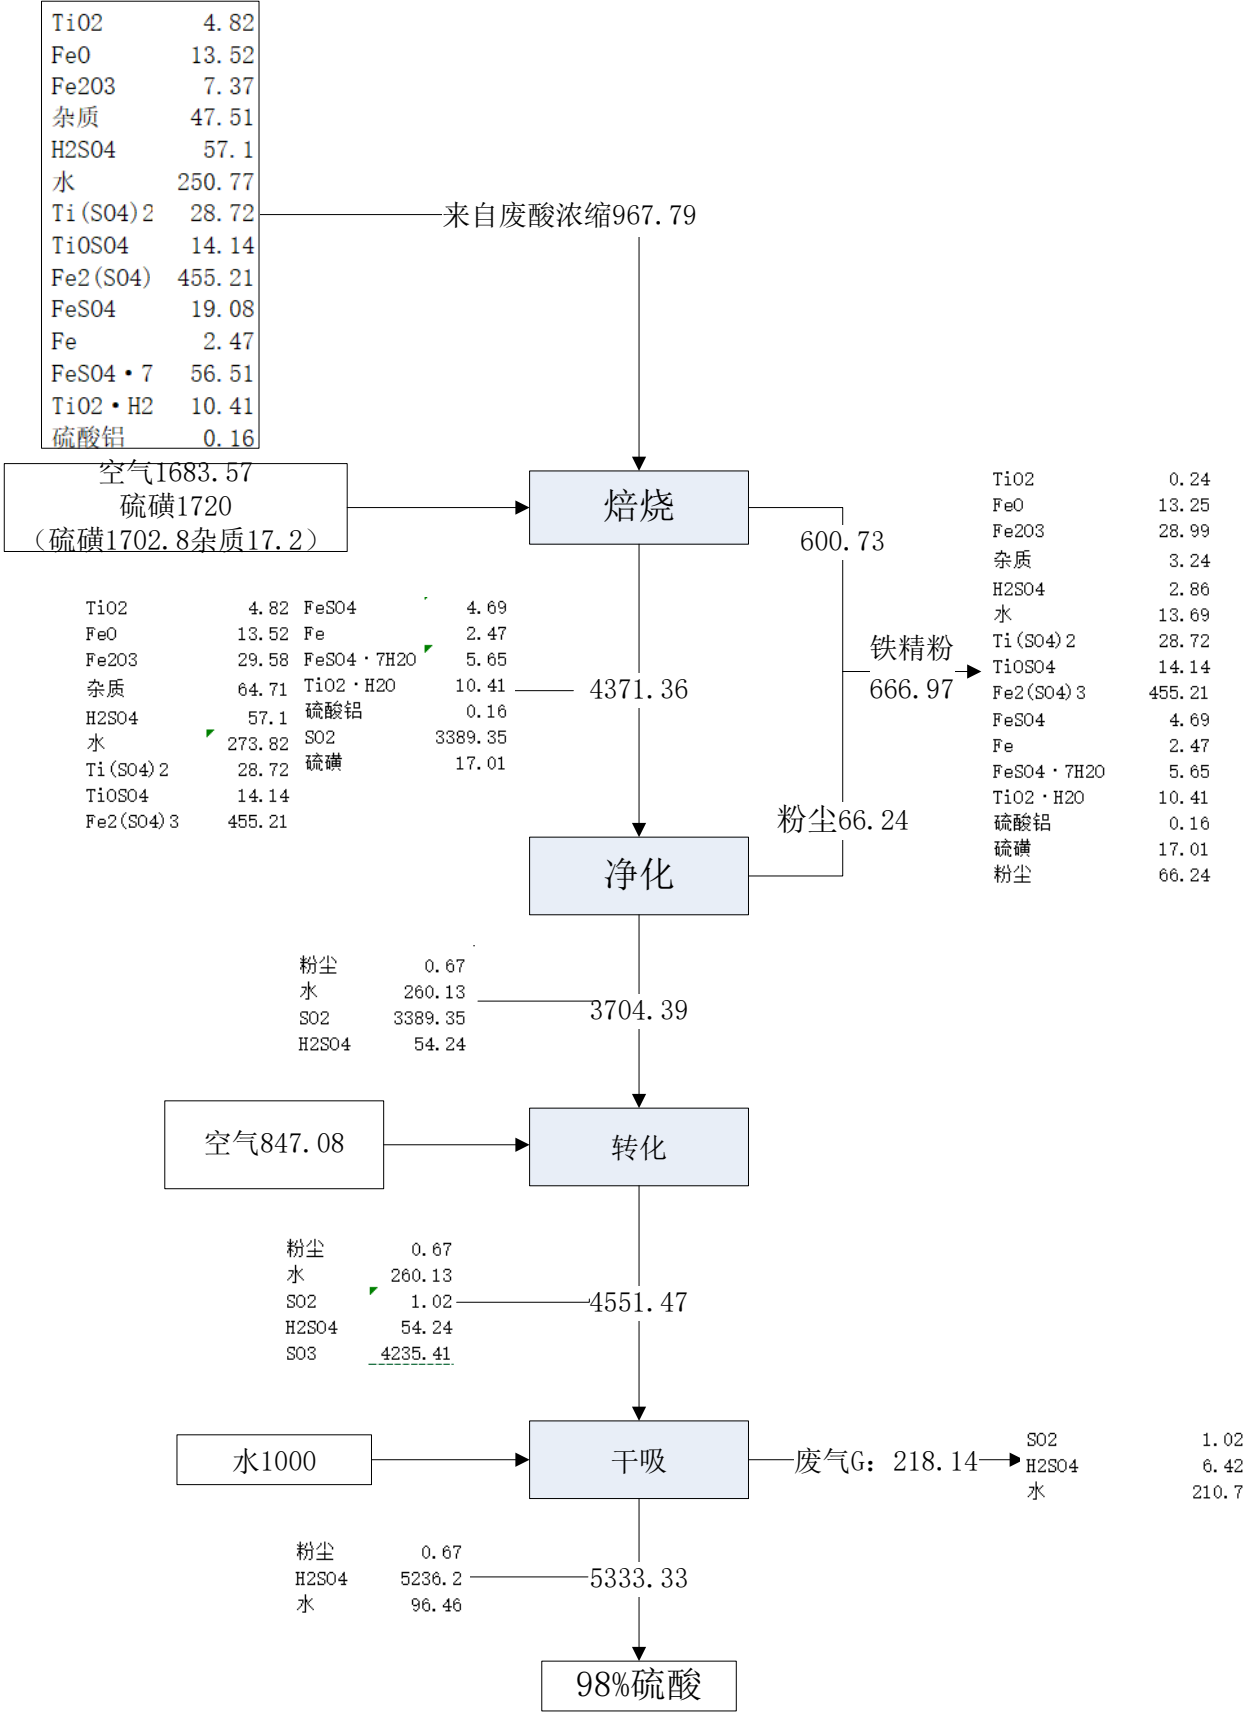 TiO2 4.82
FeO 13.52
Fe2O3 7.37
杂质 47.51
H2SO4 57.1
水 250.77
Ti(SO4)2 28.72
TiOSO4 14.14
Fe2(SO4) 455.21
FeSO4 19.08
Fe 2.47
FeSO4•7 56.51
TiO2•H2 10.41
硫酸铝 0.16
来自废酸浓缩967.79
空气1683.57
硫磺1720
（硫磺1702.8杂质17.2）
焙烧
600.73
TiO2 4.82 FeSO4 4.69
FeO 13.52 Fe 2.47
Fe2O3 29.58 FeSO4·7H2O 5.65
杂质 64.71 TiO2·H2O 10.41
H2SO4 57.1 硫酸铝 0.16
水 273.82 SO2 3389.35
Ti(SO4)2 28.72 硫磺 17.01
TiOSO4 14.14
Fe2(SO4)3 455.21
4371.36
铁精粉
666.97
TiO2 0.24
FeO 13.25
Fe2O3 28.99
杂质 3.24
H2SO4 2.86
水 13.69
Ti(SO4)2 28.72
TiOSO4 14.14
Fe2(SO4)3 455.21
FeSO4 4.69
Fe 2.47
FeSO4·7H2O 5.65
TiO2·H2O 10.41
硫酸铝 0.16
硫磺 17.01
粉尘 66.24
粉尘66.24
净化
粉尘 0.67
水 260.13
SO2 3389.35
H2SO4 54.24
3704.39
空气847.08
转化
粉尘 0.67
水 260.13
SO2 1.02
H2SO4 54.24
SO3 4235.41
4551.47
水1000
干吸
废气G：218.14
SO2 1.02
H2SO4 6.42
水 210.7
粉尘 0.67
H2SO4 5236.2
水 96.46
5333.33
98%硫酸